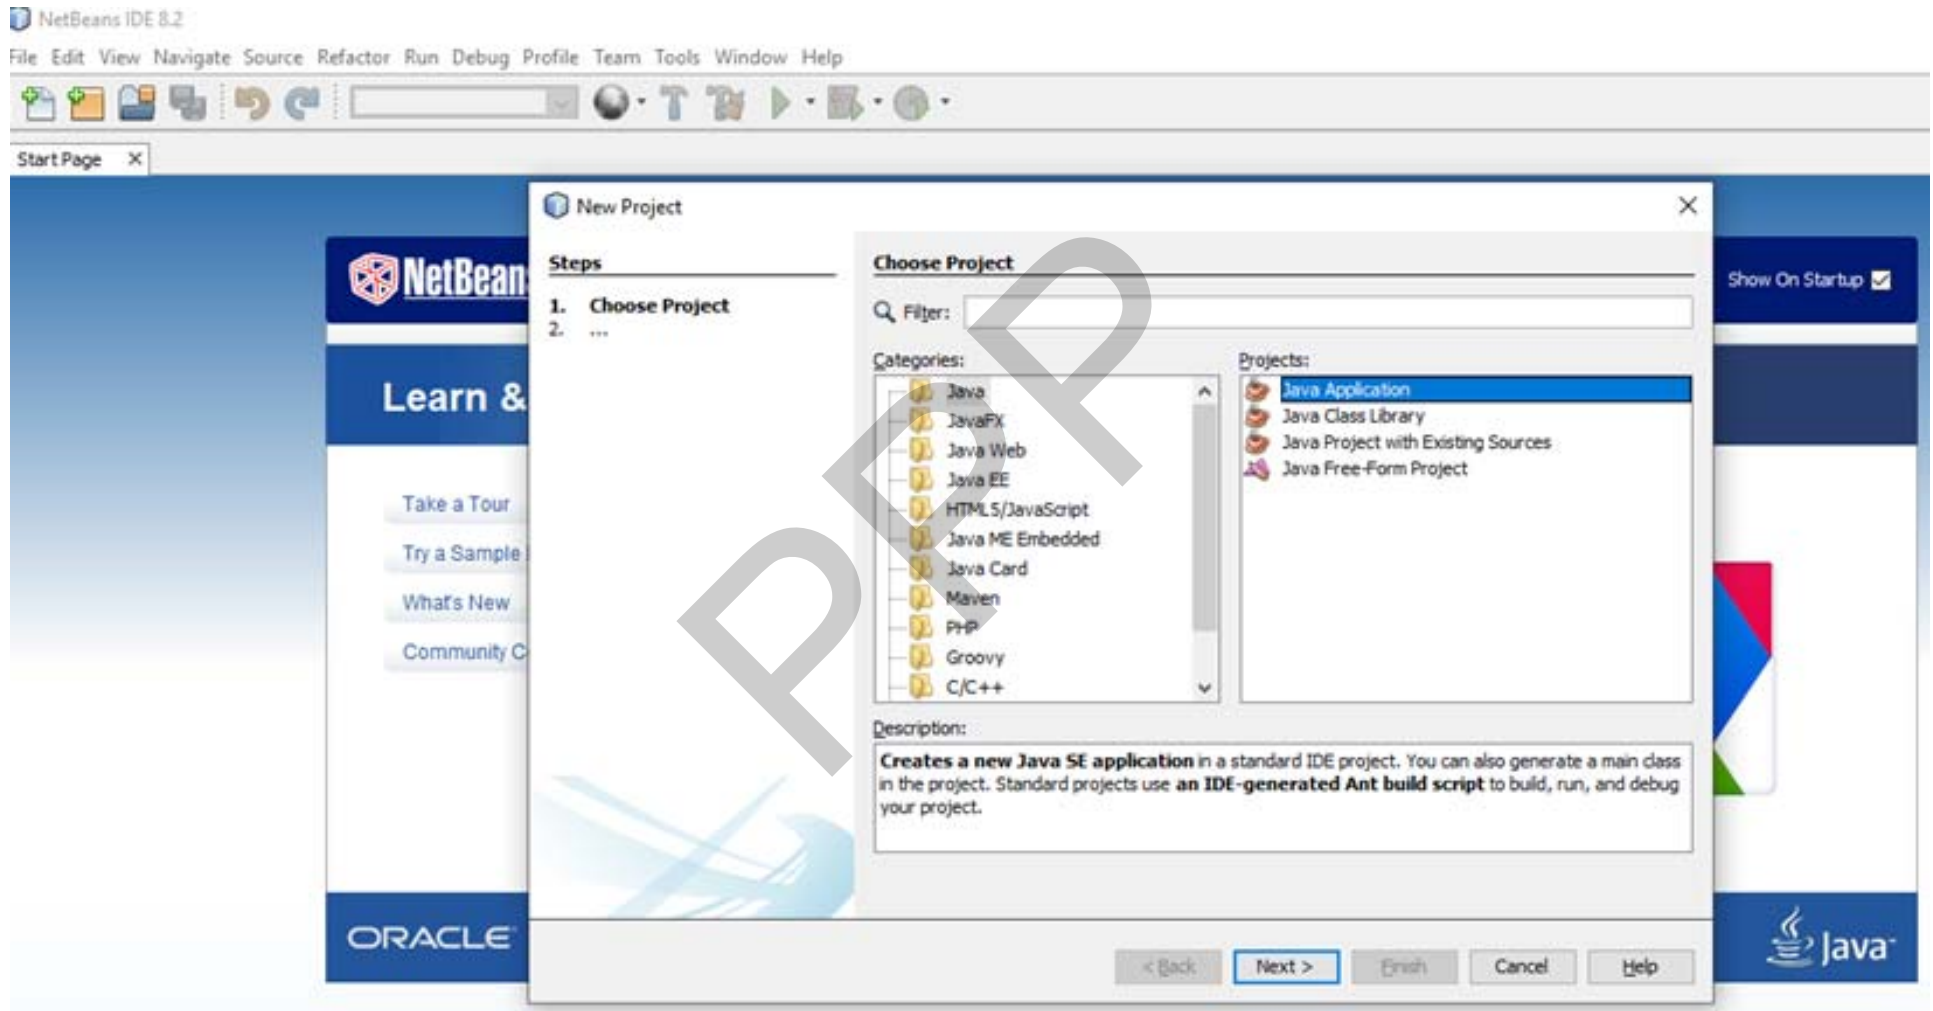 NetBeans IDE 8.2
File Edit View Navigate Source Refactor Run Debug Profile Team Tools Window Help
Start Page
New Project
NetBeans
Show On Startup
Steps
1. Choose Project
2. ...
Choose Project
Filter:
Categories:
Java
JavaFX
Java Web
Java EE
HTML5/JavaScript
Java ME Embedded
Java Card
Maven
PHP
Groovy
C/C++
Projects:
Java Application
Java Class Library
Java Project with Existing Sources
Java Free-Form Project
Description:
Creates a new Java SE application in a standard IDE project. You can also generate a main class
in the project. Standard projects use an IDE-generated Ant build script to build, run, and debug
your project.
Learn &
Take a Tour
Try a Sample
What's New
Community
ORACLE
< Back Next > Finish Cancel Help
Java
PPP